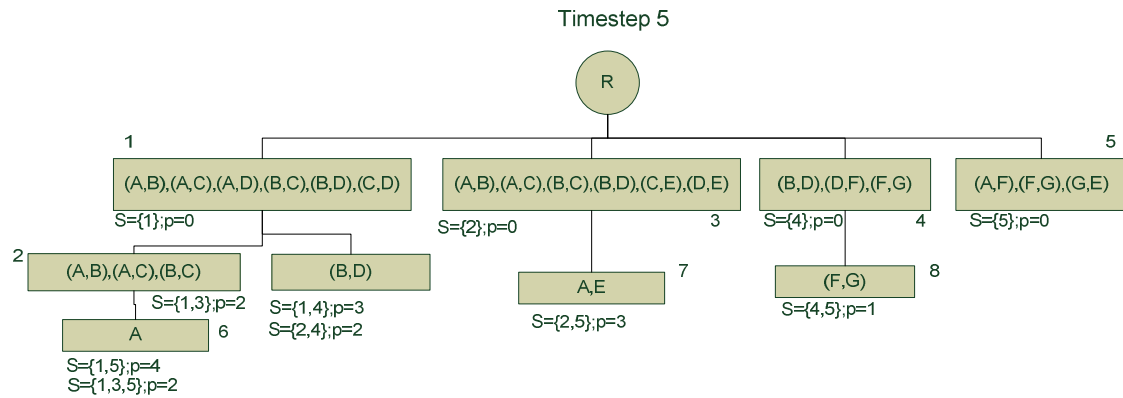 Timestep 5
R
1
5
(A,B),(A,C),(A,D),(B,C),(B,D),(C,D)
(A,B),(A,C),(B,C),(B,D),(C,E),(D,E)
(B,D),(D,F),(F,G)
(A,F),(F,G),(G,E)
S={1};p=0
S={2};p=0
3
S={4};p=0
4
S={5};p=0
2
(A,B),(A,C),(B,C)
(B,D)
7
A,E
8
(F,G)
S={1,3};p=2
S={1,4};p=3
S={2,4};p=2
S={2,5};p=3
S={4,5};p=1
A
6
S={1,5};p=4
S={1,3,5};p=2